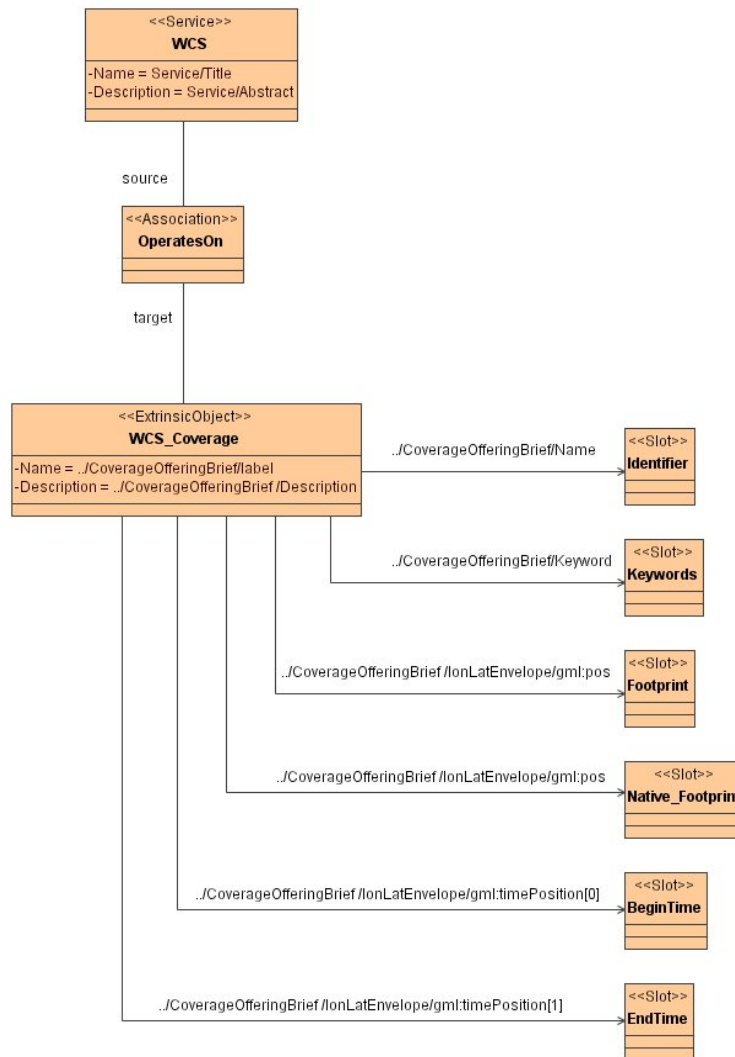 <<Service>>
WCS
-Name = Service/Title
-Description = Service/Abstract
source
<<Association>>
OperatesOn
target
<<ExtrinsicObject>>
WCS_Coverage
-Name = ../CoverageOfferingBrief/label
-Description = ../CoverageOfferingBrief /Description
../CoverageOfferingBrief/Name
<<Slot>>
Identifier
../CoverageOfferingBrief/Keyword
<<Slot>>
Keywords
../CoverageOfferingBrief /lonLatEnvelope/gml:pos
<<Slot>>
Footprint
../CoverageOfferingBrief /lonLatEnvelope/gml:pos
<<Slot>>
Native_Footprin
../CoverageOfferingBrief /lonLatEnvelope/gml:timePosition[0]
<<Slot>>
BeginTime
../CoverageOfferingBrief /lonLatEnvelope/gml:timePosition[1]
<<Slot>>
EndTime